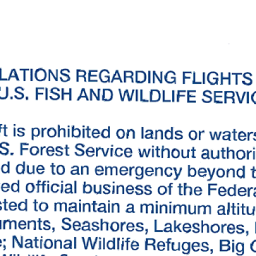 LATIONS REGARDING FLIGHTS
U.S. FISH AND WILDLIFE SERVIC
ft is prohibited on lands or waters
S. Forest Service without authori
d due to an emergency beyond t
ed official business of the Federa
sted to maintain a minimum altitu
uments, Seashores, Lakeshores,
e; National Wildlife Refuges, Big